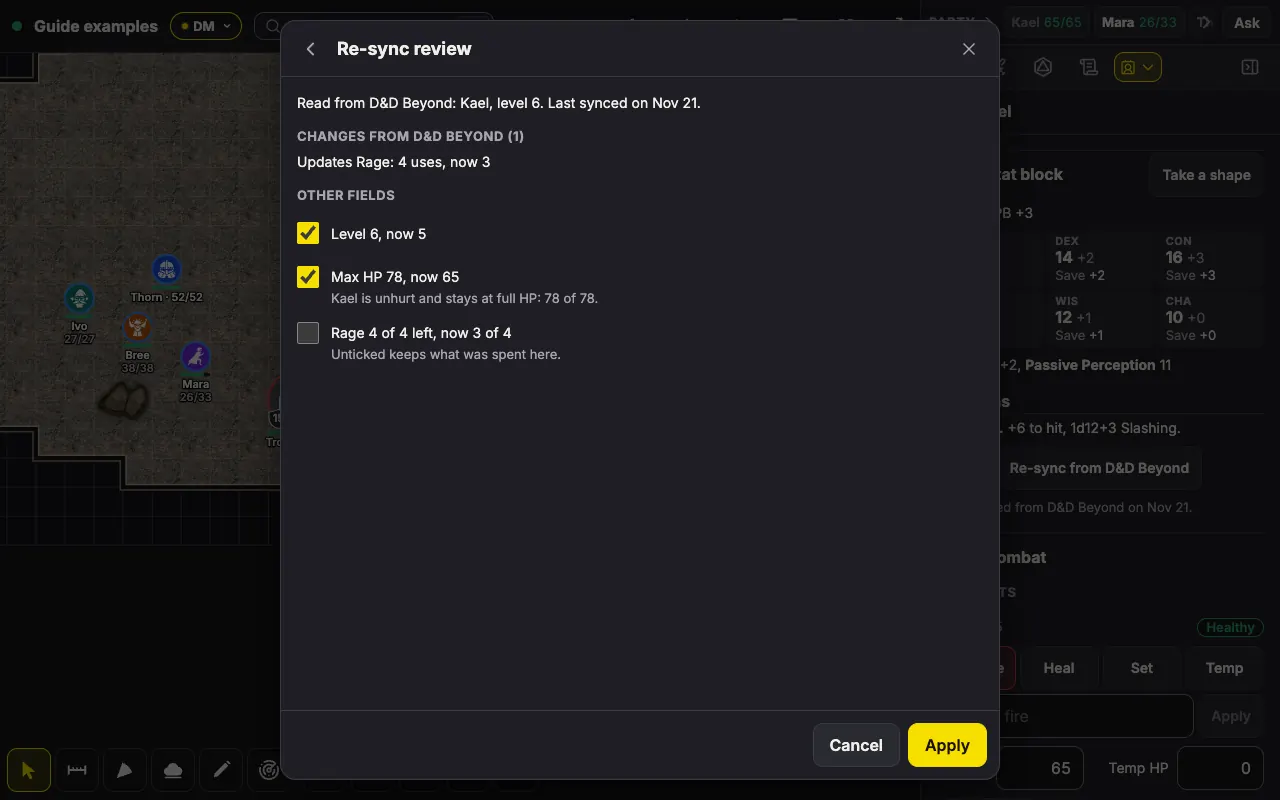 Guide examples
DM
PARTY
Kael 65/65
Mara 26/33
Ask
Re-sync review
Read from D&D Beyond: Kael, level 6. Last synced on Nov 21.
CHANGES FROM D&D BEYOND (1)
Updates Rage: 4 uses, now 3
OTHER FIELDS
Level 6, now 5
Max HP 78, now 65
Kael is unhurt and stays at full HP: 78 of 78.
Rage 4 of 4 left, now 3 of 4
Unticked keeps what was spent here.
Cancel
Apply
Thorn · 52/52
Ivo
27/27
Bree
38/38
Mara
26/33
el
at block
Take a shape
PB +3
DEX
14 +2
Save +2
CON
16 +3
Save +3
WIS
12 +1
Save +1
CHA
10 +0
Save +0
+2, Passive Perception 11
s
. +6 to hit, 1d12+3 Slashing.
Re-sync from D&D Beyond
ed from D&D Beyond on Nov 21.
ombat
TS
Healthy
e
Heal
Set
Temp
fire
Apply
65
Temp HP
0